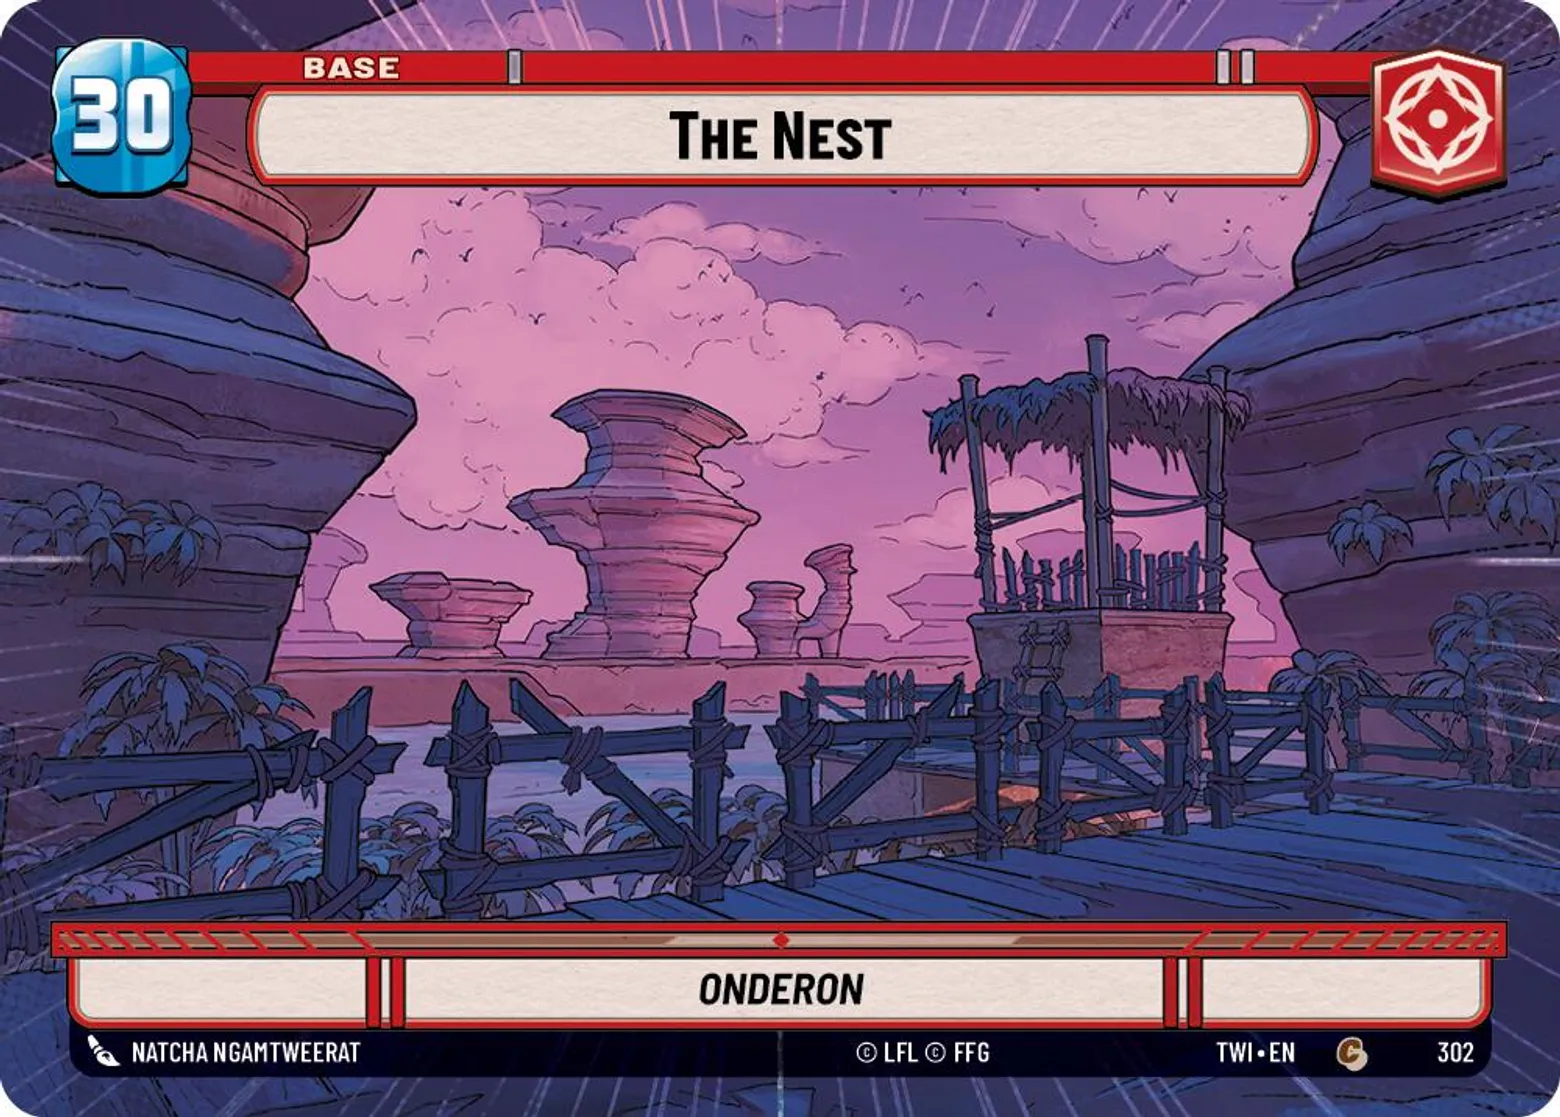 30
BASE
THE NEST
ONDERON
NATCHA NGAMTWEERAT
© LFL © FFG
TWI•EN
C
302